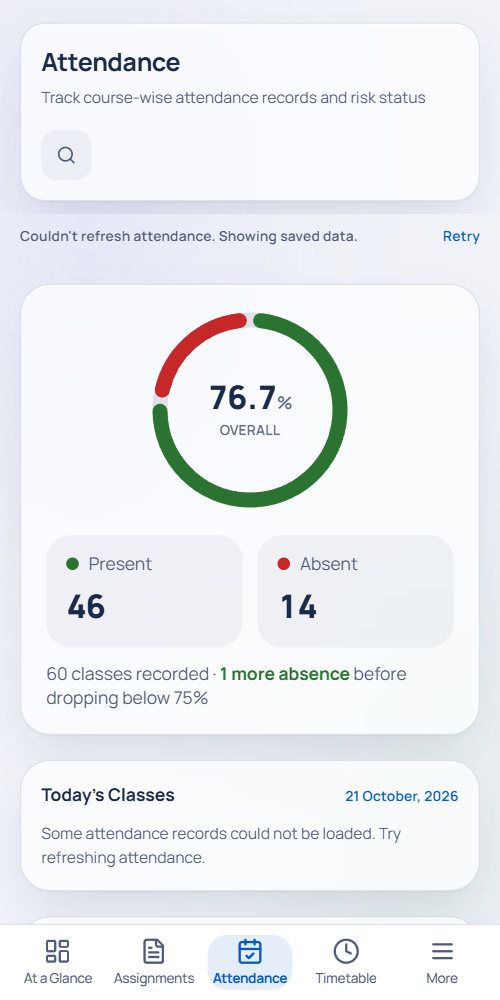 Attendance
Track course-wise attendance records and risk status
Couldn't refresh attendance. Showing saved data.
Retry
76.7%
OVERALL
Present
46
Absent
14
60 classes recorded · 1 more absence before
dropping below 75%
Today's Classes
21 October, 2026
Some attendance records could not be loaded. Try
refreshing attendance.
At a Glance
Assignments
Attendance
Timetable
More